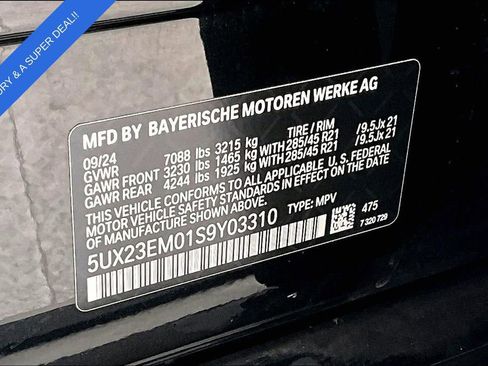 URY & A SUPER DEAL!!
MFD BY BAYERISCHE MOTOREN WERKE AG
09/24 TIRE / RIM
GVWR 7088 lbs 3215 kg
GAWR FRONT 3230 lbs 1465 kg WITH 285/45 R21 /9.5Jx 21
GAWR REAR 4244 lbs 1925 kg WITH 285/45 R21 /9.5Jx 21
THIS VEHICLE CONFORMS TO ALL APPLICABLE U. S. FEDERAL
MOTOR VEHICLE SAFETY STANDARDS IN EFFECT ON THE DATE
OF MANUFACTURE SHOWN ABOVE.
5UX23EM01S9Y03310 TYPE: MPV 475
7 320 729